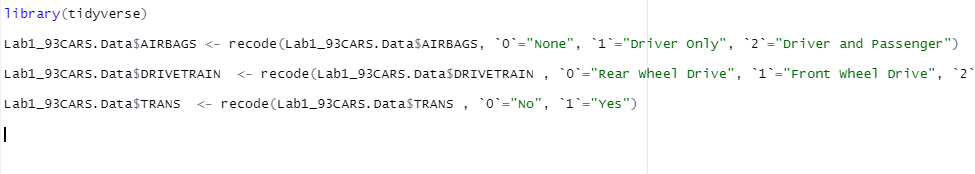 library(tidyverse)
Lab1_93CARS.Data$AIRBAGS <- recode(Lab1_93CARS.Data$AIRBAGS, `0`="None", `1`="Driver Only", `2`="Driver and Passenger")
Lab1_93CARS.Data$DRIVETRAIN  <- recode(Lab1_93CARS.Data$DRIVETRAIN , `0`="Rear Wheel Drive", `1`="Front Wheel Drive", `2`
Lab1_93CARS.Data$TRANS  <- recode(Lab1_93CARS.Data$TRANS , `0`="No", `1`="Yes")